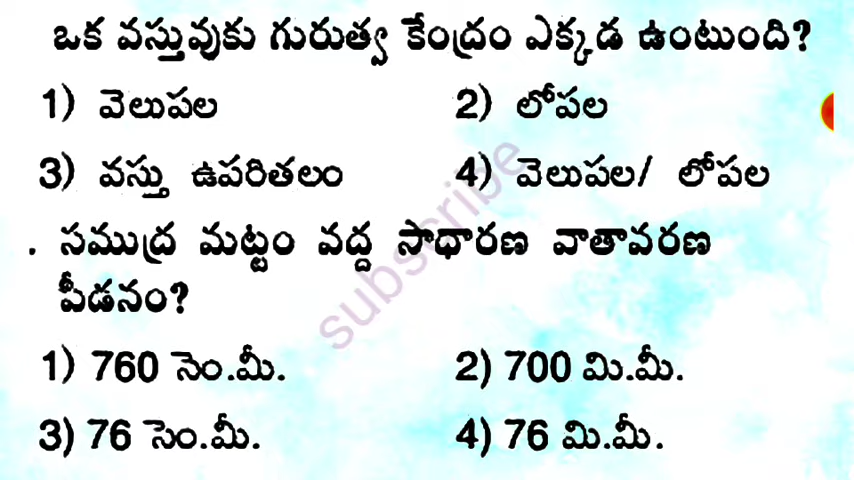 ఒక వస్తువుకు గురుత్వ కేంద్రం ఎక్కడ ఉంటుంది?
1) వెలుపల 2) లోపల
3) వస్తు ఉపరితలం 4) వెలుపల/ లోపల
. సముద్ర మట్టం వద్ద సాధారణ వాతావరణ
పీడనం?
1) 760 సెం.మీ. 2) 700 మి.మీ.
3) 76 సెం.మీ. 4) 76 మి.మీ.
subscribe